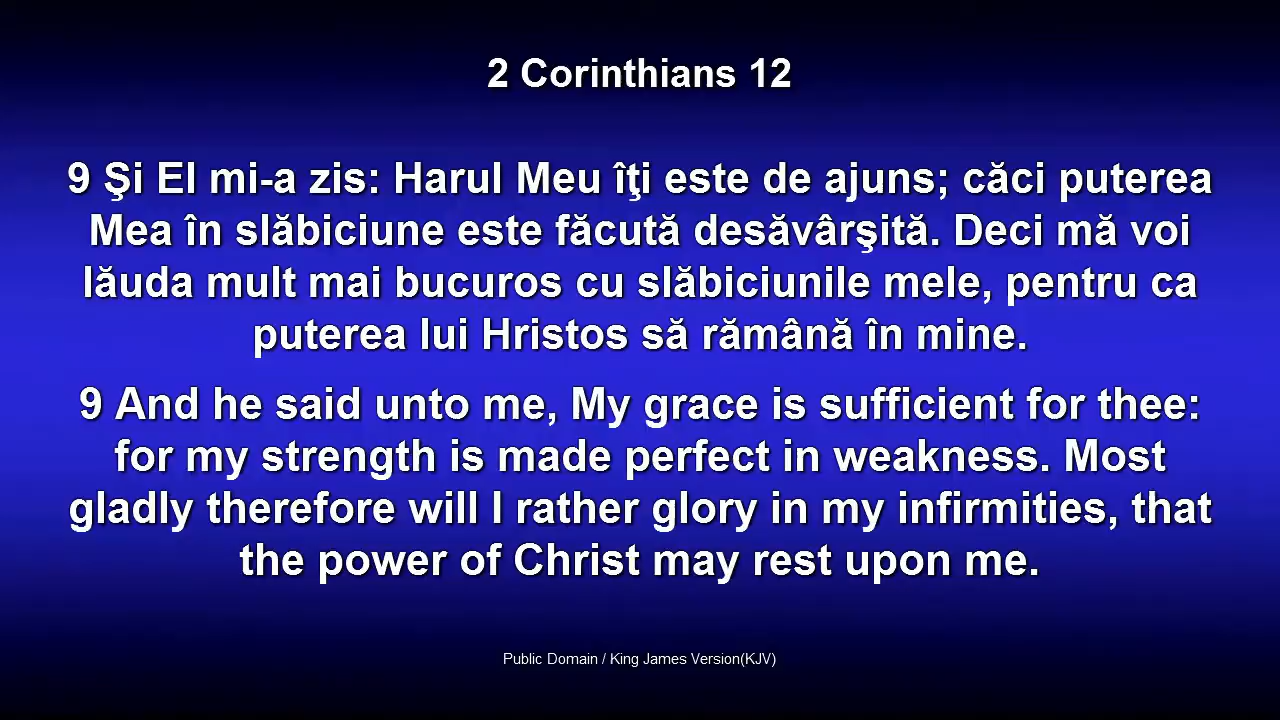 2 Corinthians 12
9 Şi El mi-a zis: Harul Meu îţi este de ajuns; căci puterea
Mea în slăbiciune este făcută desăvârşită. Deci mă voi
lăuda mult mai bucuros cu slăbiciunile mele, pentru ca
puterea lui Hristos să rămână în mine.
9 And he said unto me, My grace is sufficient for thee:
for my strength is made perfect in weakness. Most
gladly therefore will I rather glory in my infirmities, that
the power of Christ may rest upon me.
Public Domain / King James Version(KJV)